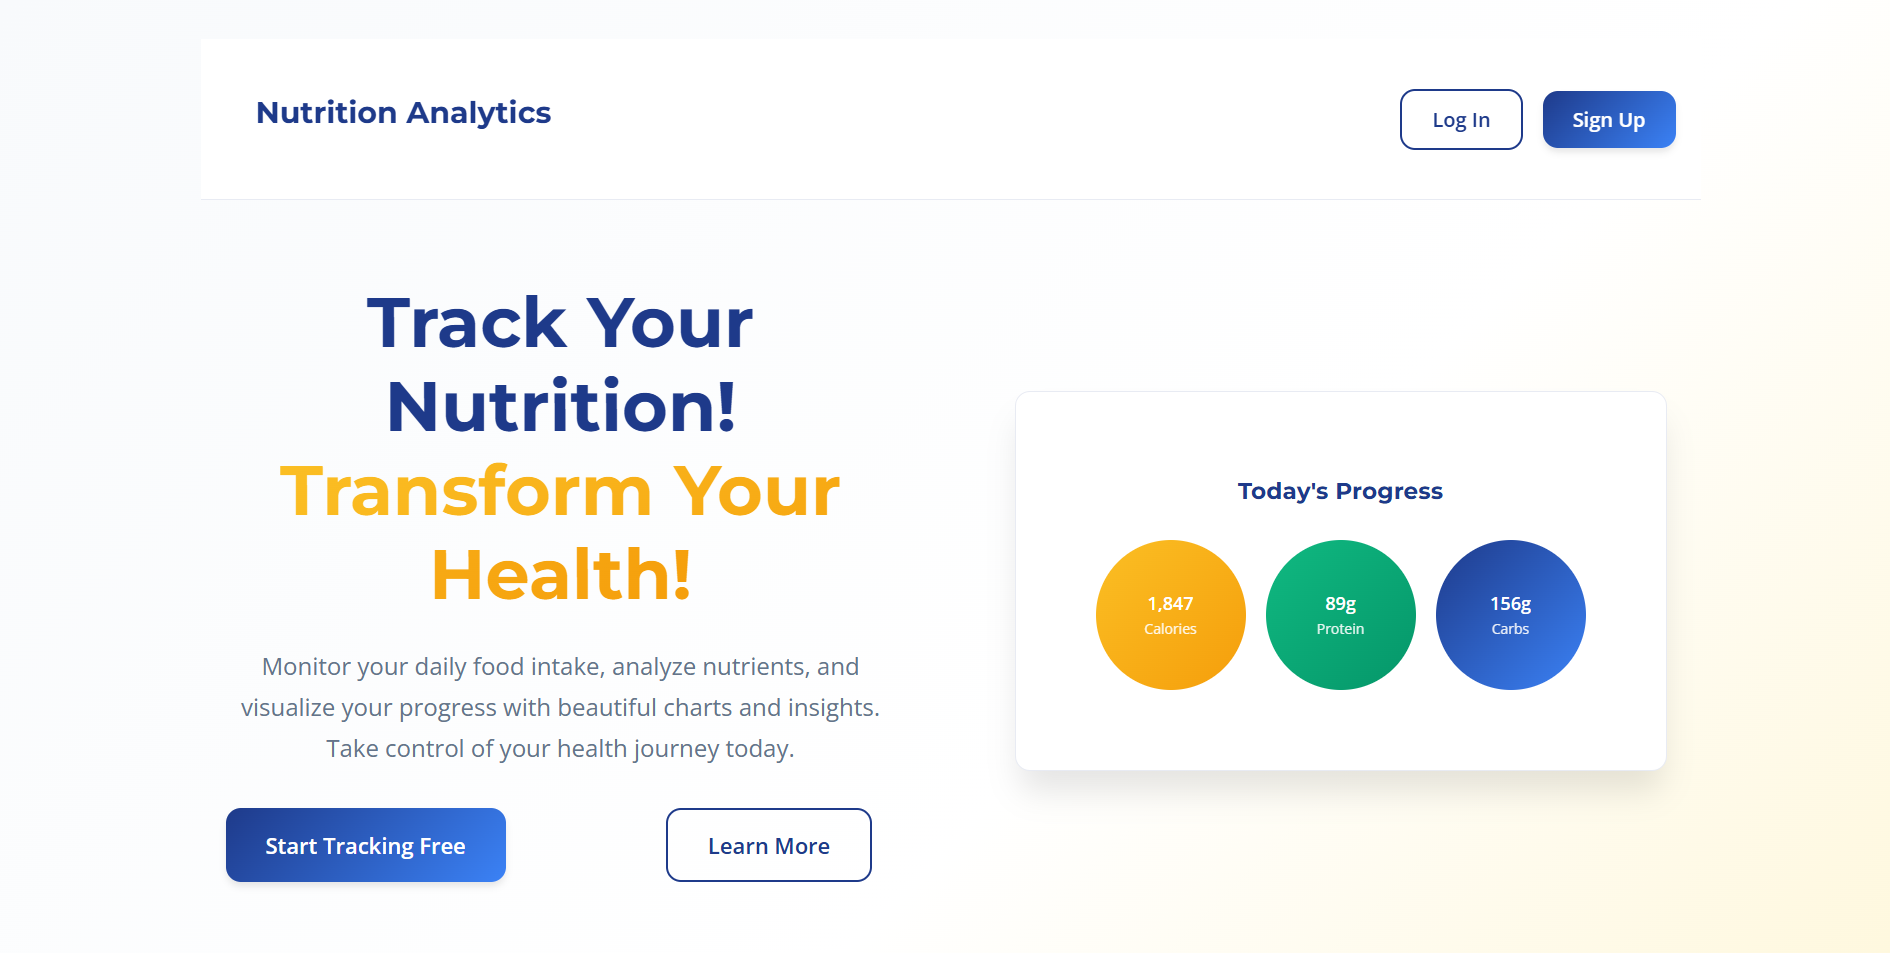 Nutrition Analytics
Log In
Sign Up
Track Your
Nutrition!
Transform Your
Health!
Monitor your daily food intake, analyze nutrients, and
visualize your progress with beautiful charts and insights.
Take control of your health journey today.
Start Tracking Free
Learn More
Today's Progress
1,847
Calories
89g
Protein
156g
Carbs